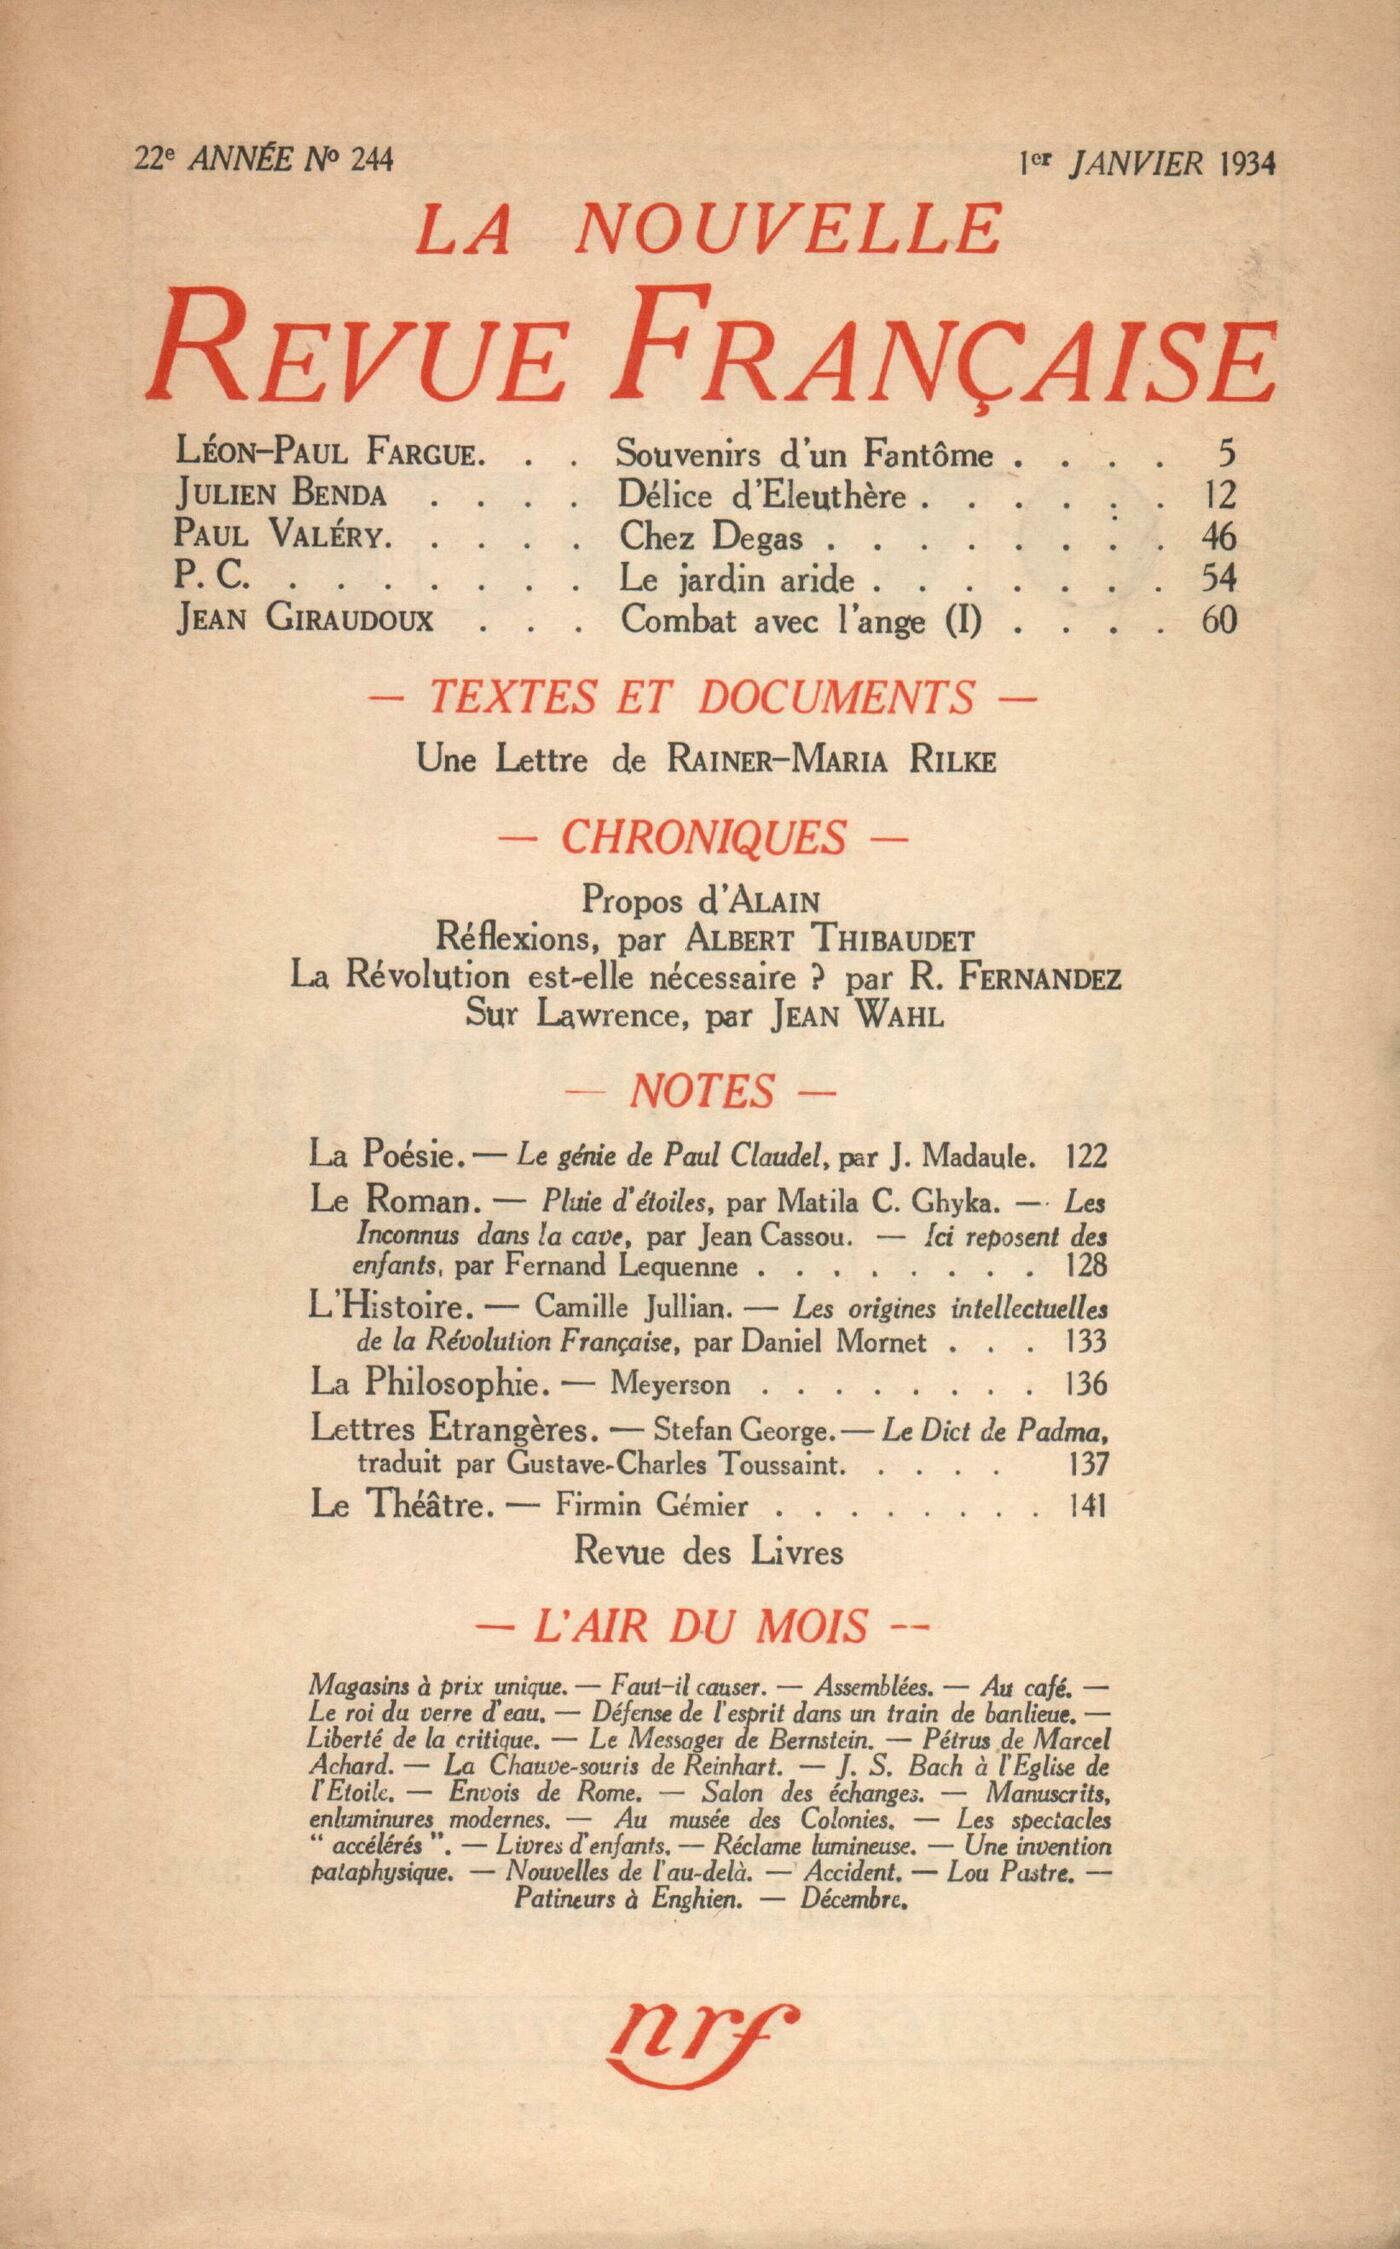 22e ANNÉE No 244
1er JANVIER 1934
LA NOUVELLE
REVUE FRANÇAISE
LÉON-PAUL FARGUE. . . Souvenirs d'un Fantôme . . . . 5
JULIEN BENDA . . . . Délice d'Eleuthère . . . . . . 12
PAUL VALÉRY. . . . . Chez Degas . . . . . . . . 46
P. C. . . . . . . . Le jardin aride . . . . . . . 54
JEAN GIRAUDOUX . . . Combat avec l'ange (I) . . . . 60
— TEXTES ET DOCUMENTS —
Une Lettre de RAINER-MARIA RILKE
— CHRONIQUES —
Propos d'ALAIN
Réflexions, par ALBERT THIBAUDET
La Révolution est-elle nécessaire ? par R. FERNANDEZ
Sur Lawrence, par JEAN WAHL
— NOTES —
La Poésie. — Le génie de Paul Claudel, par J. Madaule. 122
Le Roman. — Pluie d'étoiles, par Matila C. Ghyka. — Les
Inconnus dans la cave, par Jean Cassou. — Ici reposent des
enfants, par Fernand Lequenne . . . . . . . . 128
L'Histoire. — Camille Jullian. — Les origines intellectuelles
de la Révolution Française, par Daniel Mornet . . . 133
La Philosophie. — Meyerson . . . . . . . . 136
Lettres Etrangères. — Stefan George. — Le Dict de Padma,
traduit par Gustave-Charles Toussaint. . . . . 137
Le Théâtre. — Firmin Gémier . . . . . . . . 141
Revue des Livres
— L'AIR DU MOIS --
Magasins à prix unique. — Faut-il causer. — Assemblées. — Au café. —
Le roi du verre d'eau. — Défense de l'esprit dans un train de banlieue. —
Liberté de la critique. — Le Messager de Bernstein. — Pétrus de Marcel
Achard. — La Chauve-souris de Reinhart. — J. S. Bach à l'Eglise de
l'Etoile. — Envois de Rome. — Salon des échanges. — Manuscrits,
enluminures modernes. — Au musée des Colonies. — Les spectacles
“ accélérés ”. — Livres d'enfants. — Réclame lumineuse. — Une invention
pataphysique. — Nouvelles de l'au-delà. — Accident. — Lou Pastre. —
Patineurs à Enghien. — Décembre.
nrf